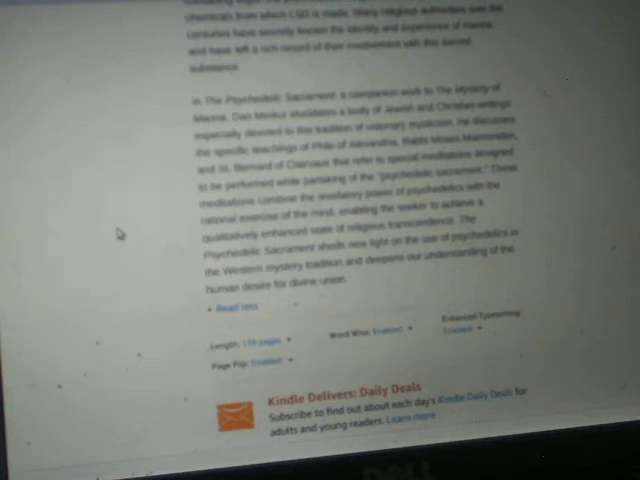 chemicals from which LSD is made. Many religious authorities over the
centuries have secretly known the identity and experience of manna
and have left a rich record of their involvement with this sacred
substance.
In The Psychedelic Sacrament, a companion work to The Mystery of
Manna, Dan Merkur elucidates a body of Jewish and Christian writings
especially devoted to this tradition of visionary mysticism. He discusses
the specific teachings of Philo of Alexandria, Rabbi Moses Maimonides,
and St. Bernard of Clairvaux that refer to special meditations designed
to be performed while partaking of the "psychedelic sacrament." These
meditations combine the revelatory power of psychedelics with the
rational exercise of the mind, enabling the seeker to achieve a
qualitatively enhanced state of religious transcendence. The
Psychedelic Sacrament sheds new light on the use of psychedelics in
the Western mystery tradition and deepens our understanding of the
human desire for divine union.
Read less
Length: pages Word Wise: Enabled Enhanced Typesetting:
Enabled
Page Flip: Enabled
Kindle Delivers: Daily Deals
Subscribe to find out about each day's Kindle Daily Deals for
adults and young readers. Learn more
DELL